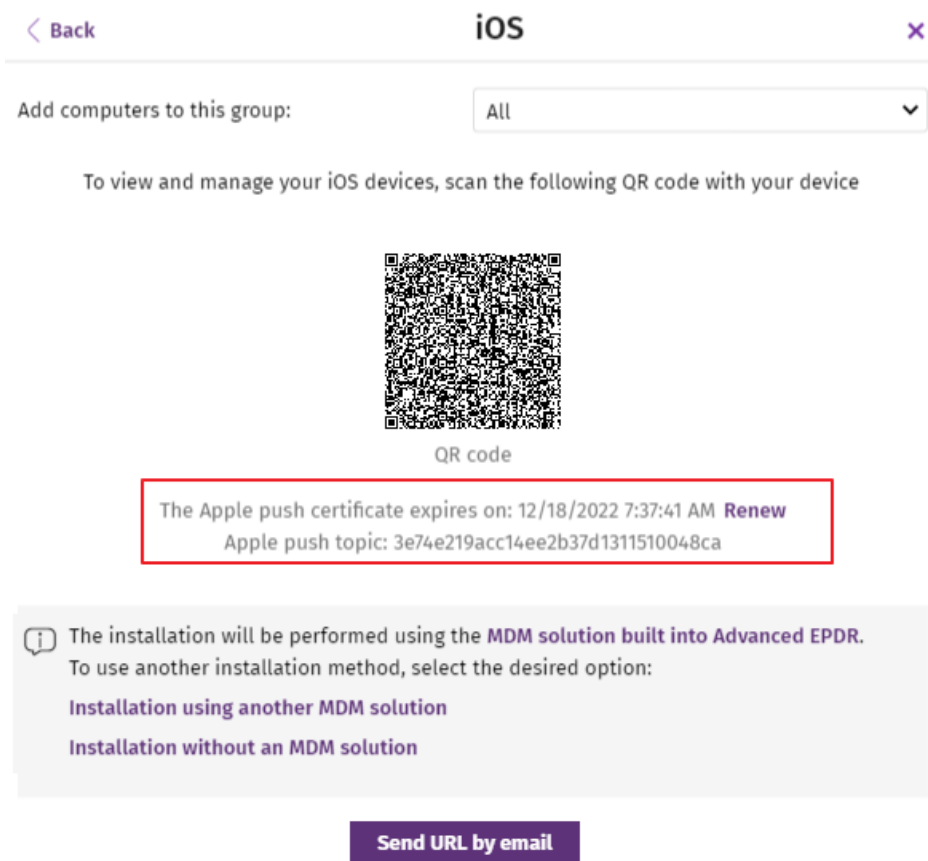 Back
iOS
Add computers to this group:
All
To view and manage your iOS devices, scan the following QR code with your device
QR code
The Apple push certificate expires on: 12/18/2022 7:37:41 AM Renew
Apple push topic: 3e74e219acc14ee2b37d1311510048ca
The installation will be performed using the MDM solution built into Advanced EPDR.
To use another installation method, select the desired option:
Installation using another MDM solution
Installation without an MDM solution
Send URL by email